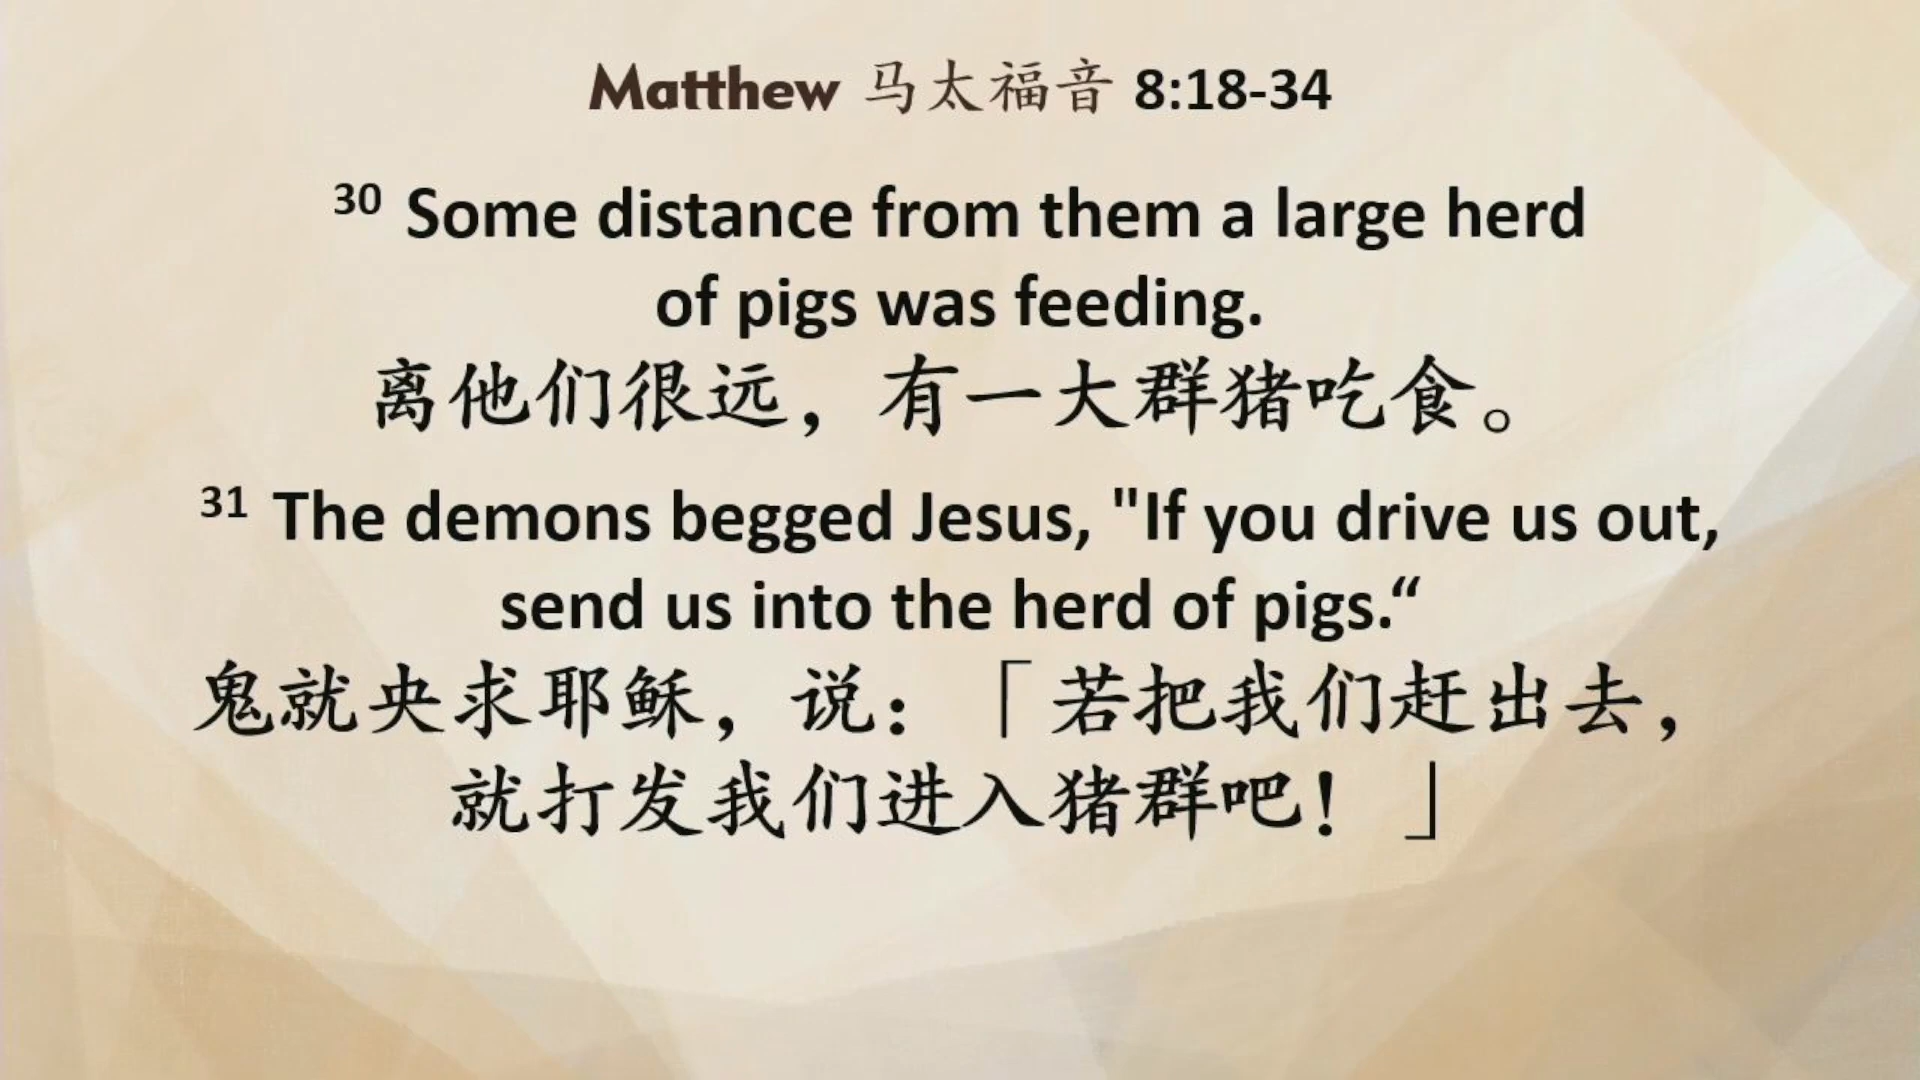 Matthew 马太福音 8:18-34
30 Some distance from them a large herd
of pigs was feeding.
离他们很远，有一大群猪吃食。
31 The demons begged Jesus, "If you drive us out,
send us into the herd of pigs.“
鬼就央求耶稣，说：「若把我们赶出去，
就打发我们进入猪群吧！」